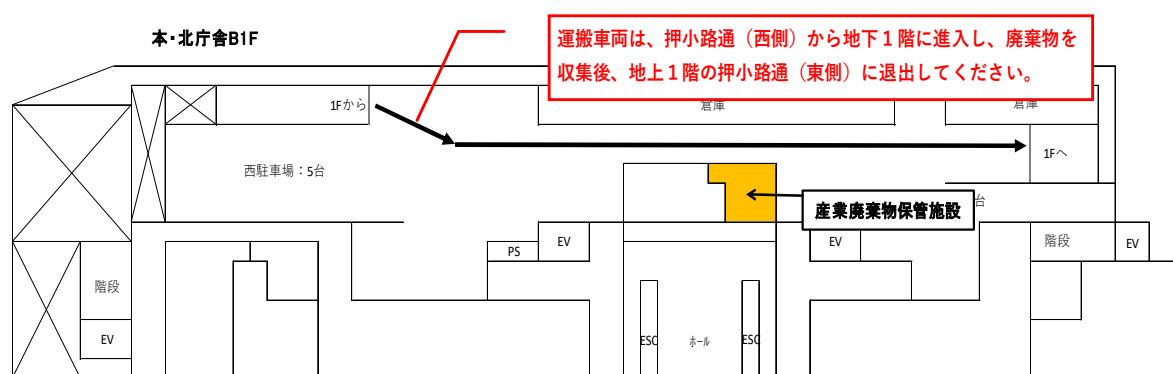 本・北庁舎B1F
運搬車両は、押小路通（西側）から地下１階に進入し、廃棄物を
収集後、地上１階の押小路通（東側）に退出してください。
1Fから
倉庫
倉庫
1Fへ
西駐車場：5台
台
産業廃棄物保管施設
PS
EV
EV
階段
EV
階段
EV
ESC
ホール
ESC